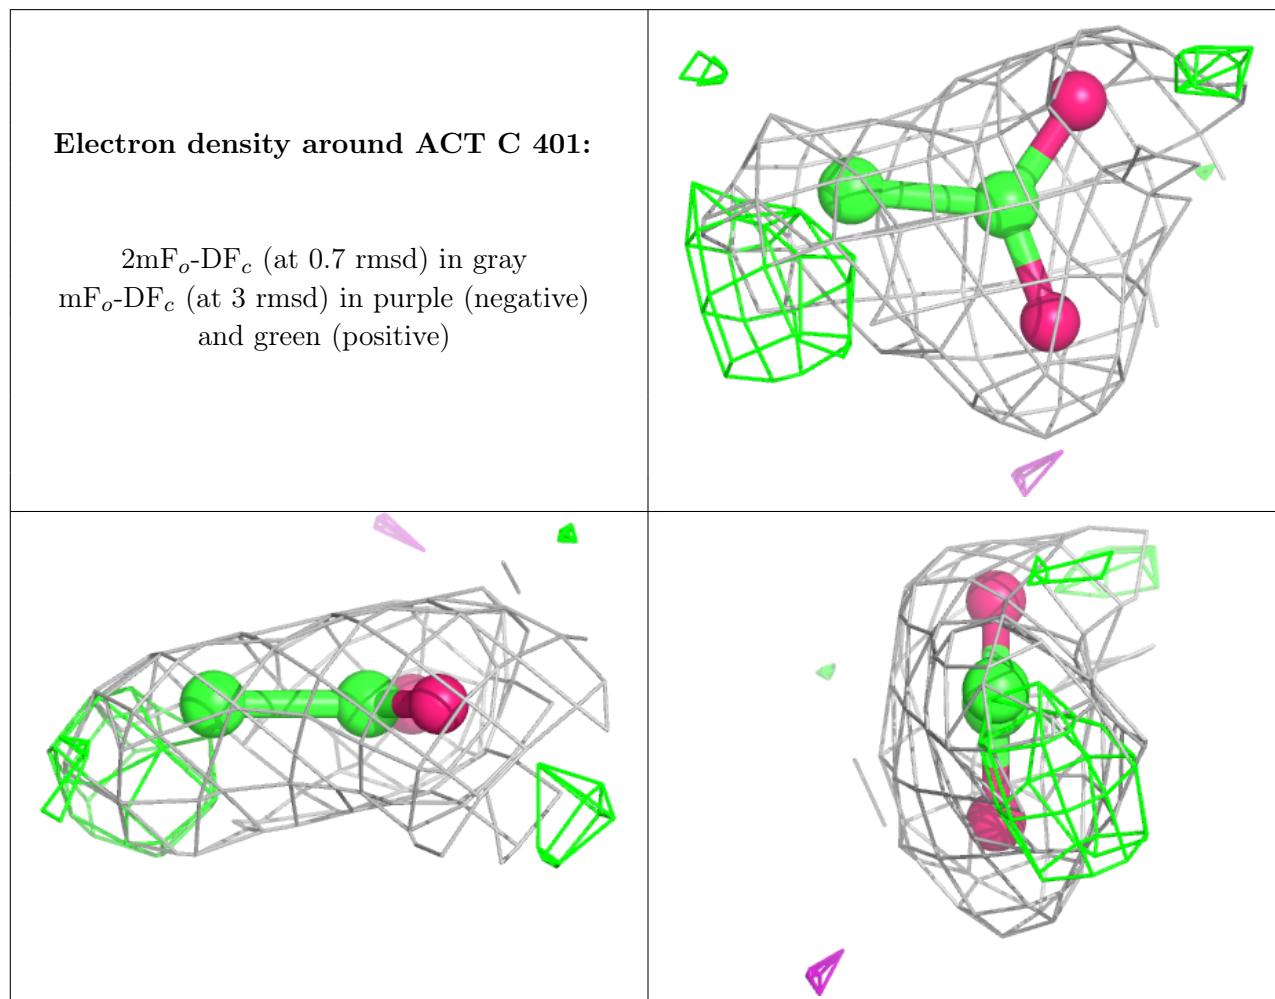 Electron density around ACT C 401:
2mFₒ-DF𝒸 (at 0.7 rmsd) in gray
mFₒ-DF𝒸 (at 3 rmsd) in purple (negative)
and green (positive)